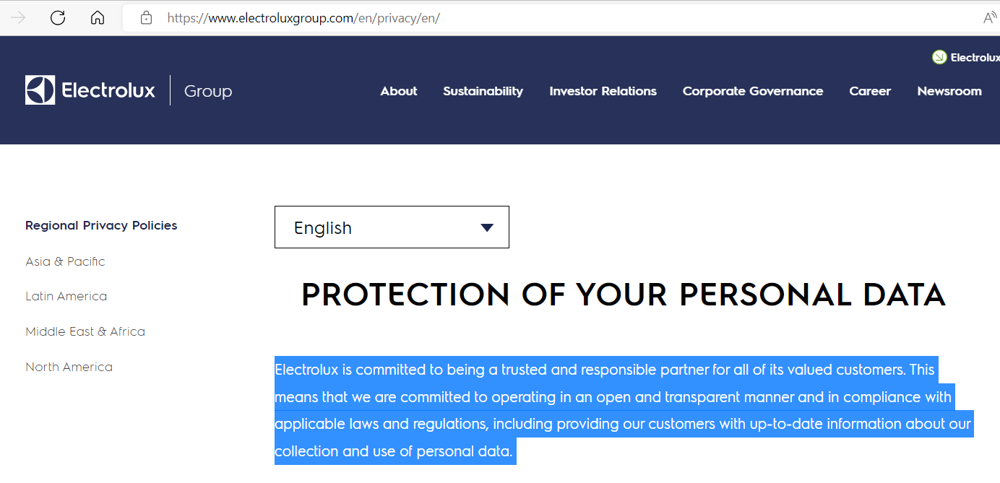 https://www.electroluxgroup.com/en/privacy/en/
Electrolux
Electrolux Group
About Sustainability Investor Relations Corporate Governance Career Newsroom
Regional Privacy Policies
Asia & Pacific
Latin America
Middle East & Africa
North America
English
PROTECTION OF YOUR PERSONAL DATA
Electrolux is committed to being a trusted and responsible partner for all of its valued customers. This
means that we are committed to operating in an open and transparent manner and in compliance with
applicable laws and regulations, including providing our customers with up-to-date information about our
collection and use of personal data.